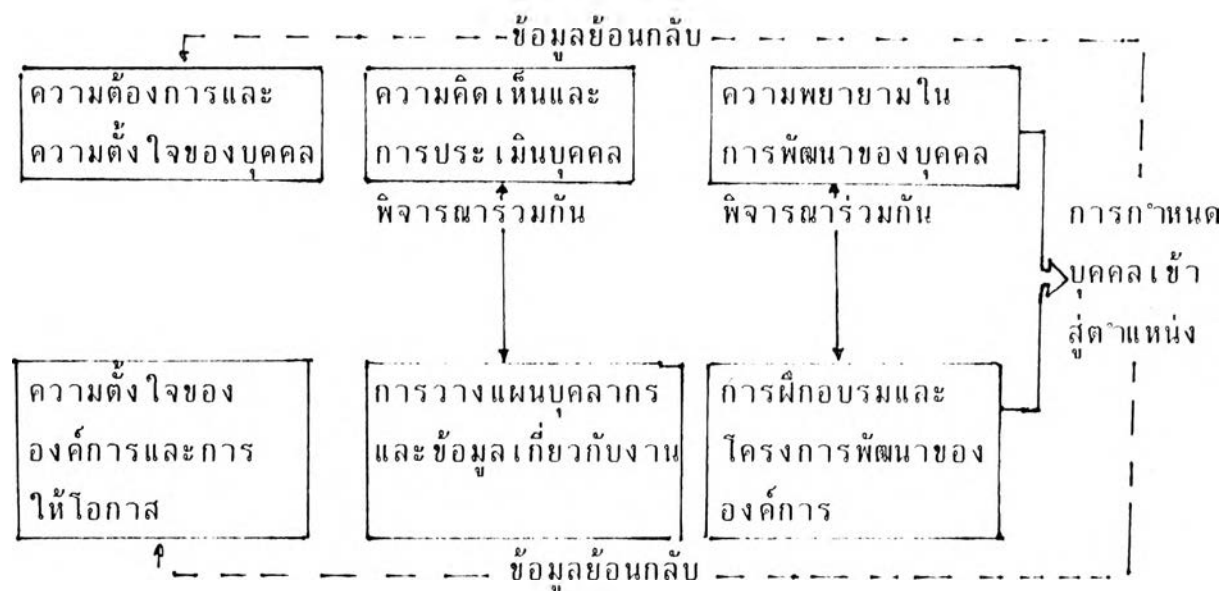 ข้อมูลย้อนกลับ
ความต้องการและ
ความตั้งใจของบุคคล
ความคิดเห็นและ
การประเมินบุคคล
ความพยายามใน
การพัฒนาของบุคคล
พิจารณาร่วมกัน
พิจารณาร่วมกัน
การกำหนด
บุคคลเข้า
สู่ตำแหน่ง
ความตั้งใจของ
องค์การและการ
ให้โอกาส
การวางแผนบุคลากร
และข้อมูลเกี่ยวกับงาน
การฝึกอบรมและ
โครงการพัฒนาของ
องค์การ
ข้อมูลย้อนกลับ